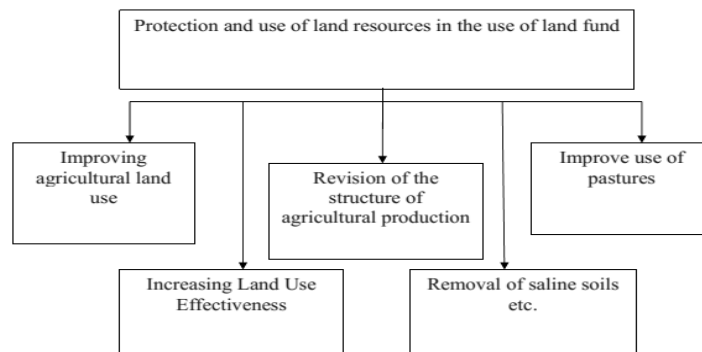 Protection and use of land resources in the use of land fund
Improving
agricultural land
use
Revision of the
structure of
agricultural production
Improve use of
pastures
Increasing Land Use
Effectiveness
Removal of saline soils
etc.